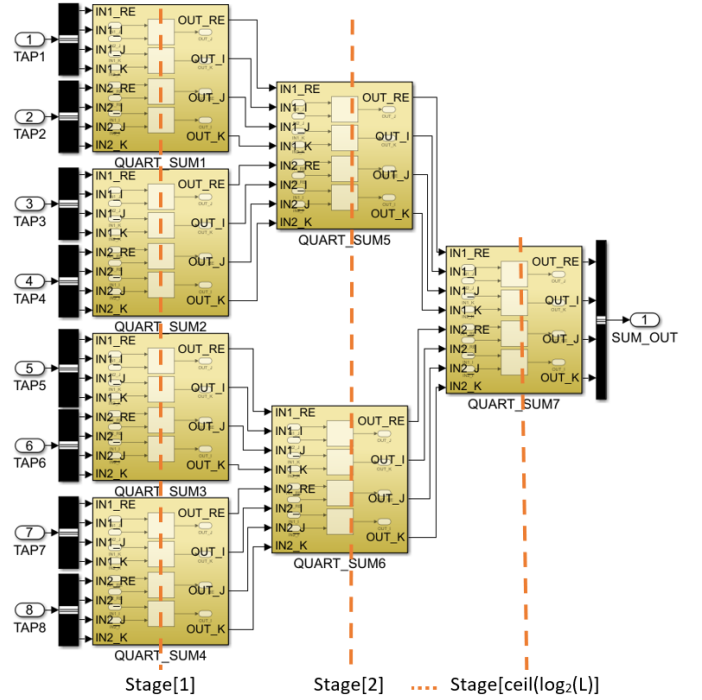 1
TAP1
2
TAP2
IN1_RE
IN1_I
IN1_J
IN1_K
IN2_RE
IN2_I
IN2_J
IN2_K
OUT_RE
OUT_I
OUT_J
OUT_K
QUART_SUM1
3
TAP3
4
TAP4
IN1_RE
IN1_I
IN1_J
IN1_K
IN2_RE
IN2_I
IN2_J
IN2_K
OUT_RE
OUT_I
OUT_J
OUT_K
QUART_SUM2
5
TAP5
6
TAP6
IN1_RE
IN1_I
IN1_J
IN1_K
IN2_RE
IN2_I
IN2_J
IN2_K
OUT_RE
OUT_I
OUT_J
OUT_K
QUART_SUM3
7
TAP7
8
TAP8
IN1_RE
IN1_I
IN1_J
IN1_K
IN2_RE
IN2_I
IN2_J
IN2_K
OUT_RE
OUT_I
OUT_J
OUT_K
QUART_SUM4
IN1_RE
IN1_I
IN1_J
IN1_K
IN2_RE
IN2_I
IN2_J
IN2_K
OUT_RE
OUT_I
OUT_J
OUT_K
QUART_SUM5
IN1_RE
IN1_I
IN1_J
IN1_K
IN2_RE
IN2_I
IN2_J
IN2_K
OUT_RE
OUT_I
OUT_J
OUT_K
QUART_SUM6
IN1_RE
IN1_I
IN1_J
IN1_K
IN2_RE
IN2_I
IN2_J
IN2_K
OUT_RE
OUT_I
OUT_J
OUT_K
QUART_SUM7
1
SUM_OUT
Stage[1] Stage[2] Stage[ceil(log₂(L)]